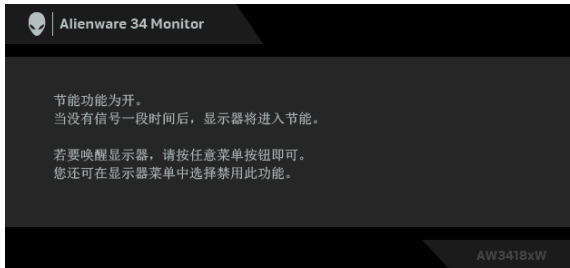 Alienware 34 Monitor
节能功能为开。
当没有信号一段时间后，显示器将进入节能。
若要唤醒显示器，请按任意菜单按钮即可。
您还可在显示器菜单中选择禁用此功能。
AW3418xW